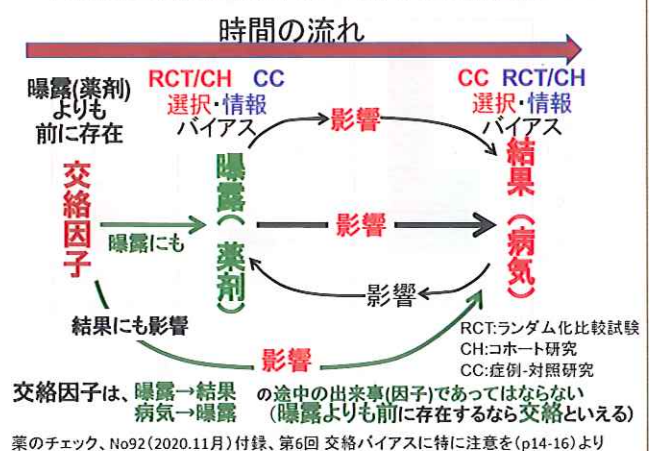 時間の流れ
曝露(薬剤)
よりも
前に存在
RCT/CH CC
選択・情報
バイアス
CC RCT/CH
選択・情報
バイアス
交絡因子
曝露にも
曝露(薬剤)
影響
影響
影響
結果(病気)
結果にも影響
影響
RCT:ランダム化比較試験
CH:コホート研究
CC:症例-対照研究
交絡因子は、曝露→結果 の途中の出来事(因子)であってはならない
病気→曝露 (曝露よりも前に存在するなら交絡といえる)
薬のチェック、No92(2020.11月)付録、第6回 交絡バイアスに特に注意を(p14-16)より